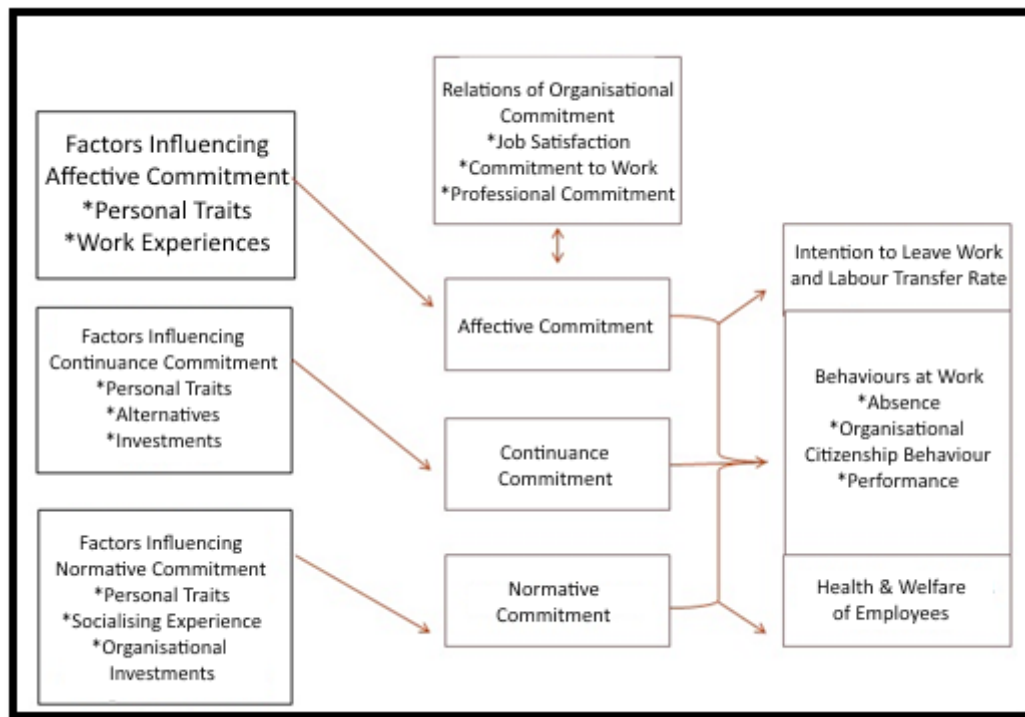 Factors Influencing
Affective Commitment
*Personal Traits
*Work Experiences
Factors Influencing
Continuance Commitment
*Personal Traits
*Alternatives
*Investments
Factors Influencing
Normative Commitment
*Personal Traits
*Socialising Experience
*Organisational
Investments
Relations of Organisational
Commitment
*Job Satisfaction
*Commitment to Work
*Professional Commitment
Affective Commitment
Continuance
Commitment
Normative
Commitment
Intention to Leave Work
and Labour Transfer Rate
Behaviours at Work
*Absence
*Organisational
Citizenship Behaviour
*Performance
Health & Welfare
of Employees